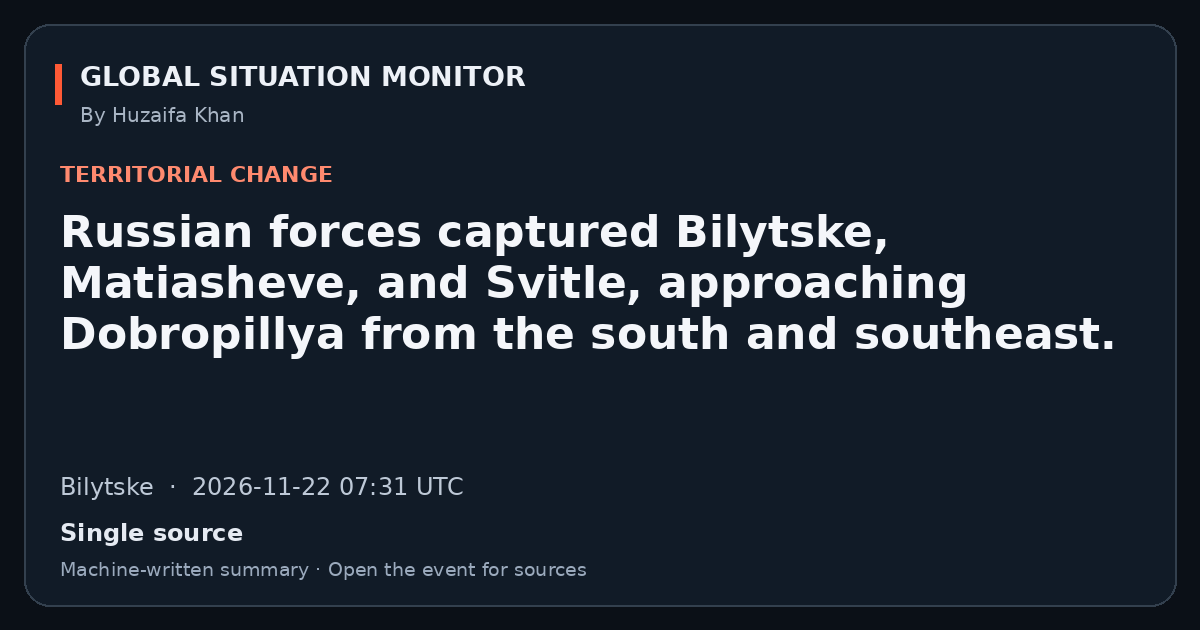 GLOBAL SITUATION MONITOR
By Huzaifa Khan
TERRITORIAL CHANGE
Russian forces captured Bilytske,
Matiasheve, and Svitle, approaching
Dobropillya from the south and southeast.
Bilytske · 2026-11-22 07:31 UTC
Single source
Machine-written summary · Open the event for sources